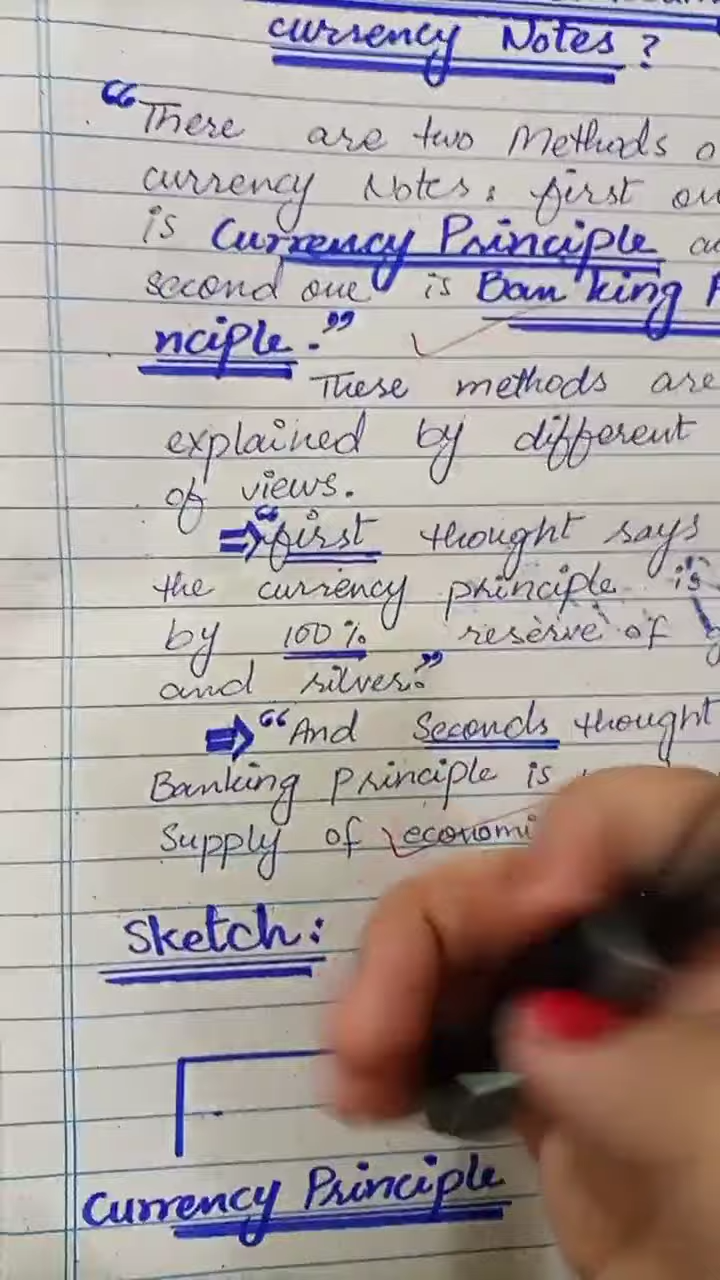 currency Notes?
“There are two Methods
currency Notes: first
is Currency Principle
second one is Banking
nciple.”
These methods are
explained by different
of views.
⇒“first thought says
the currency principle is
by 100% reserve of
and silver.”
⇒“And Seconds thought
Banking principle is
Supply of economi
Sketch:
Currency Principle